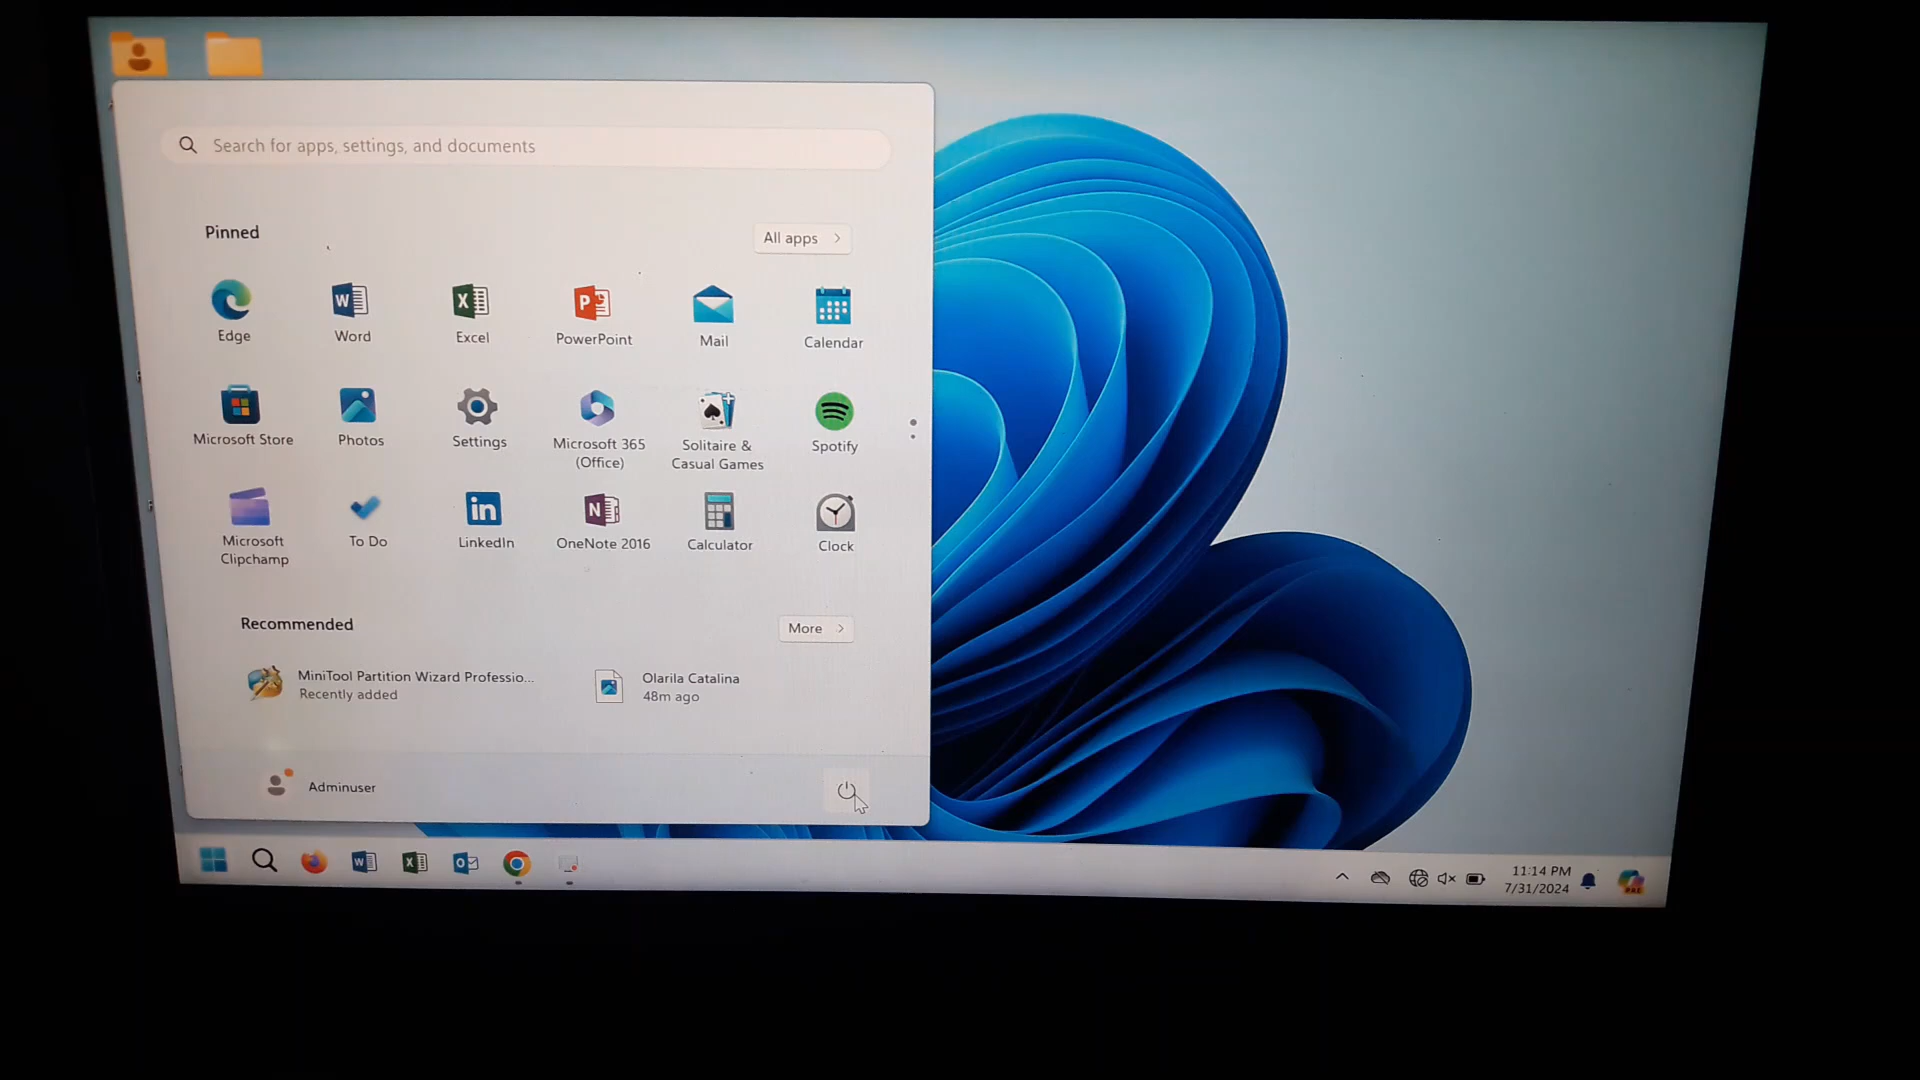 Search for apps, settings, and documents
Pinned
All apps
Edge
Word
Excel
PowerPoint
Mail
Calendar
Microsoft Store
Photos
Settings
Microsoft 365
(Office)
Solitaire &
Casual Games
Spotify
Microsoft
Clipchamp
To Do
LinkedIn
OneNote 2016
Calculator
Clock
Recommended
More
MiniTool Partition Wizard Professio...
Recently added
Olarila Catalina
48m ago
Adminuser
11:14 PM
7/31/2024
PRE